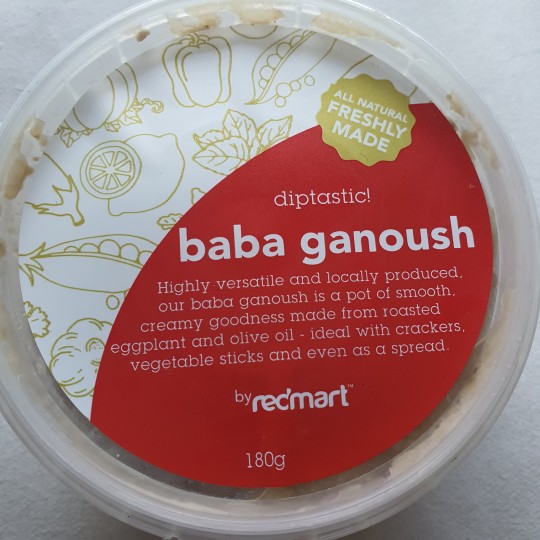 ALL NATURAL
FRESHLY
MADE
diptastic!
baba ganoush
Highly versatile and locally produced,
our baba ganoush is a pot of smooth,
creamy goodness made from roasted
eggplant and olive oil - ideal with crackers,
vegetable sticks and even as a spread.
by redmart™
180g